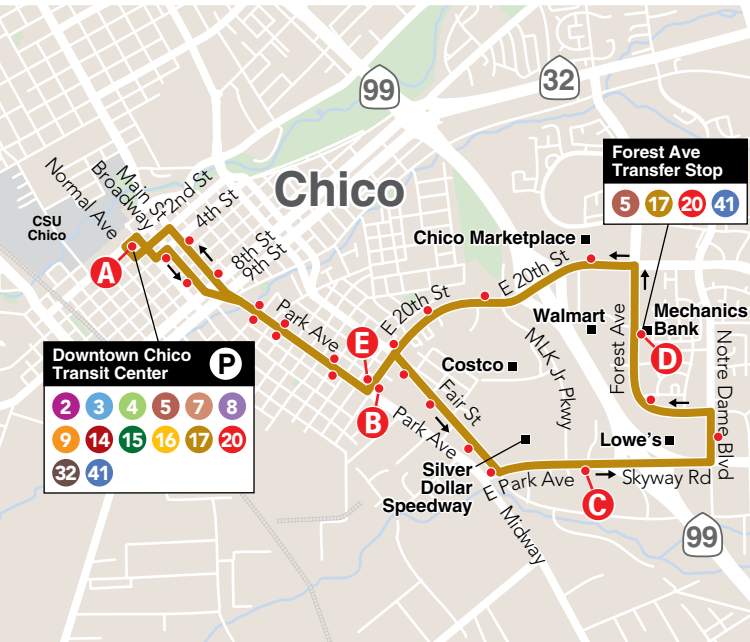 99
32
Forest Ave
Transfer Stop
5 17 20 41
Chico
Normal Ave
Broadway
Main St
2nd St
4th St
8th St
9th St
CSU
Chico
A
Chico Marketplace
E 20th St
E 20th St
Park Ave
Walmart
Mechanics
Bank
Forest Ave
D
Notre Dame Blvd
MLK Jr Pkwy
E
B
Costco
Fair St
Park Ave
Lowe's
Silver
Dollar
Speedway
E Park Ave
Skyway Rd
C
Midway
99
Downtown Chico
Transit Center
P
2 3 4 5 7 8
9 14 15 16 17 20
32 41